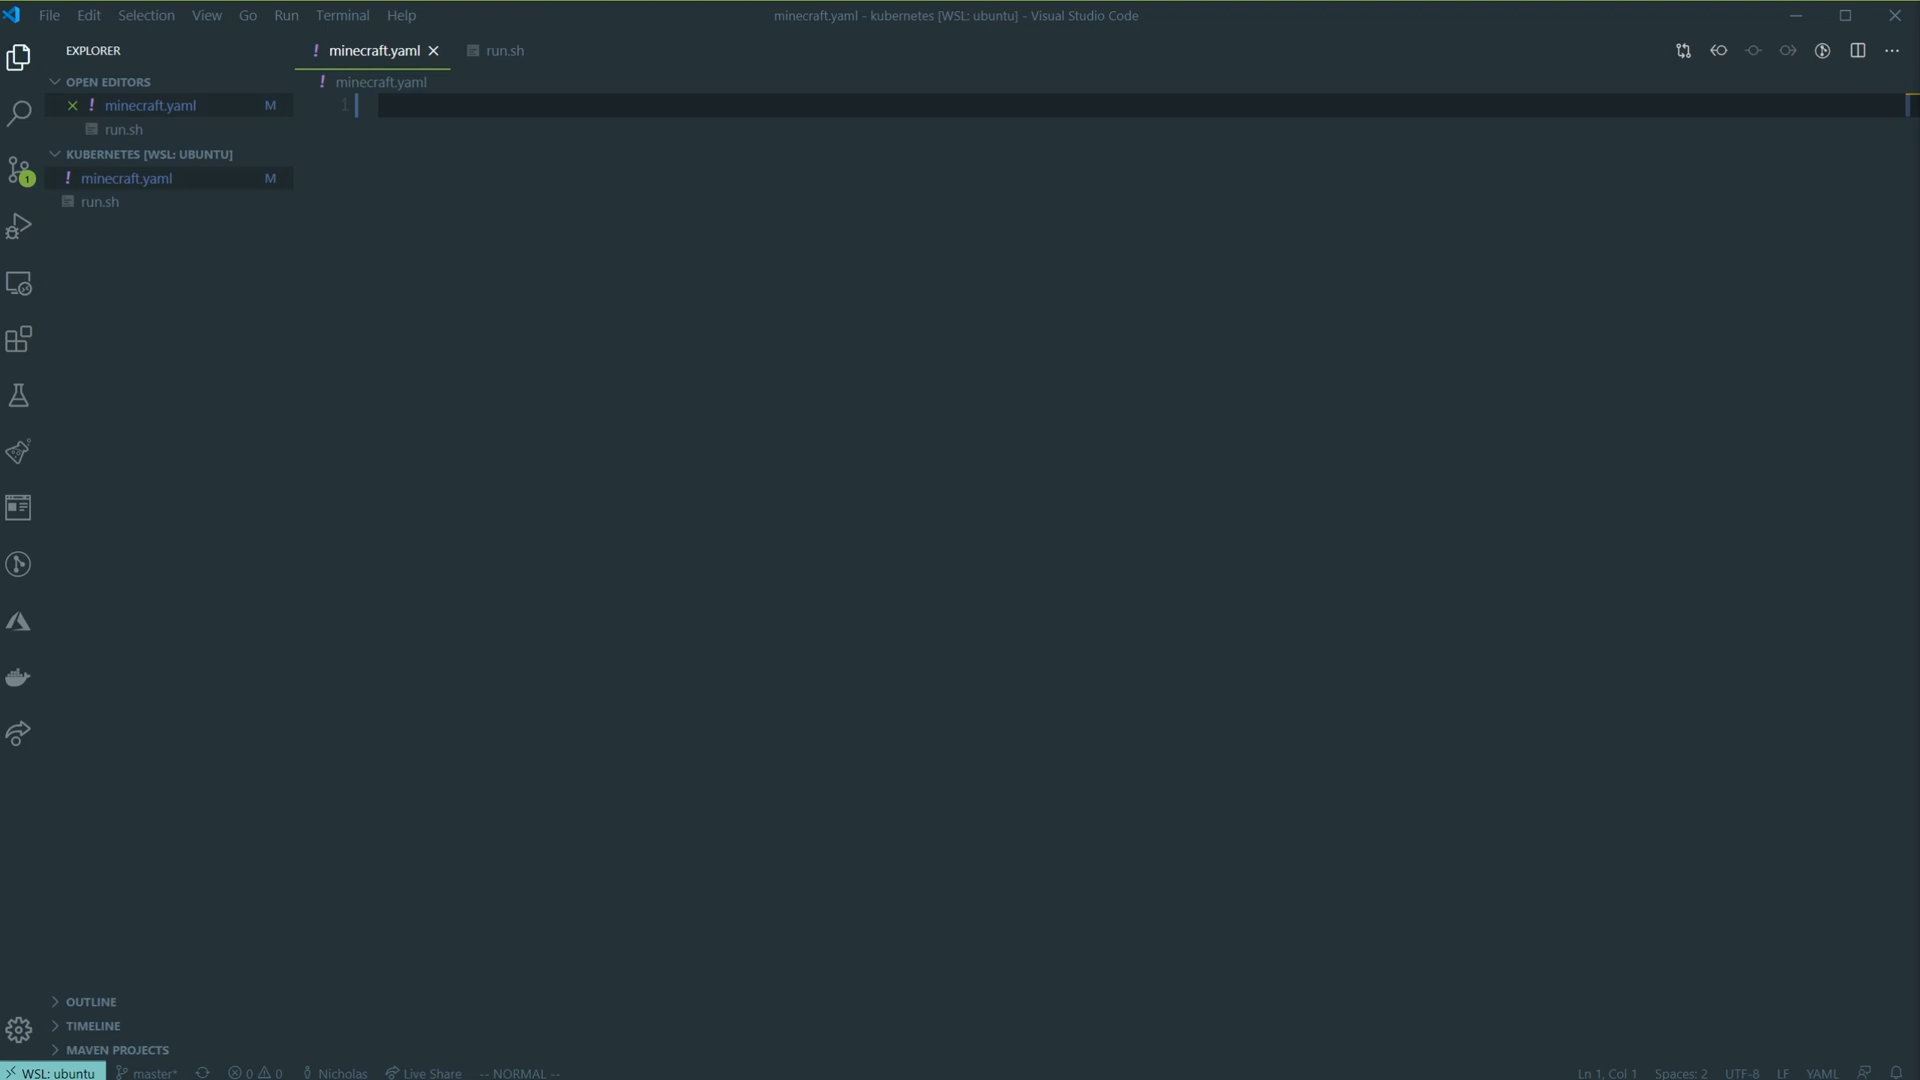 File Edit Selection View Go Run Terminal Help minecraft.yaml - kubernetes [WSL: ubuntu] - Visual Studio Code
EXPLORER
! minecraft.yaml run.sh
OPEN EDITORS
! minecraft.yaml
! minecraft.yaml M
1
run.sh
KUBERNETES [WSL: UBUNTU]
! minecraft.yaml M
1
run.sh
OUTLINE
TIMELINE
MAVEN PROJECTS
WSL: ubuntu master* 0 0 Nicholas Live Share -- NORMAL -- Ln 1, Col 1 Spaces: 2 UTF-8 LF YAML